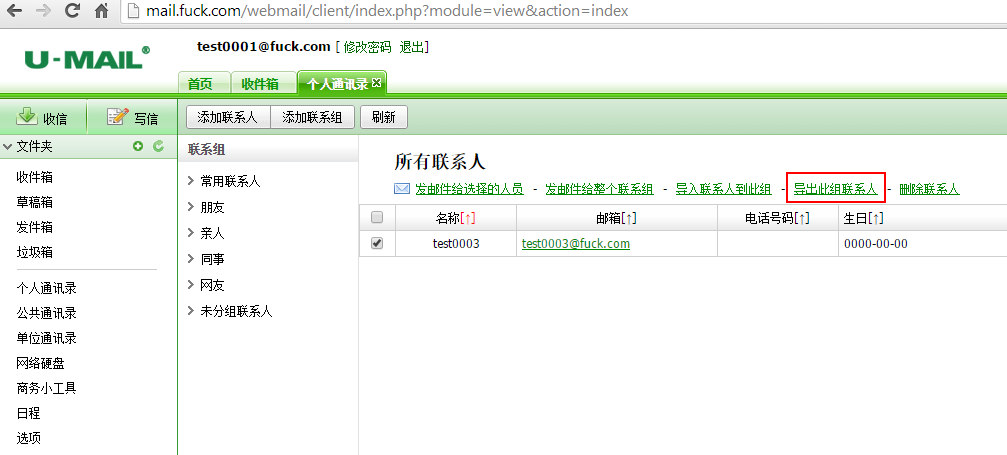 mail.fuck.com/webmail/client/index.php?module=view&action=index
U-MAIL®
test0001@fuck.com [ 修改密码 退出]
首页 收件箱 个人通讯录
收信 写信 添加联系人 添加联系组 刷新
文件夹
联系组
所有联系人
收件箱
草稿箱
发件箱
垃圾箱
个人通讯录
公共通讯录
单位通讯录
网络硬盘
商务小工具
日程
选项
常用联系人
朋友
亲人
同事
网友
未分组联系人
发邮件给选择的人员 - 发邮件给整个联系组 - 导入联系人到此组 - 导出此组联系人 - 删除联系人
名称[↑] 邮箱[↑] 电话号码[↑] 生日[↑]
test0003 test0003@fuck.com 0000-00-00